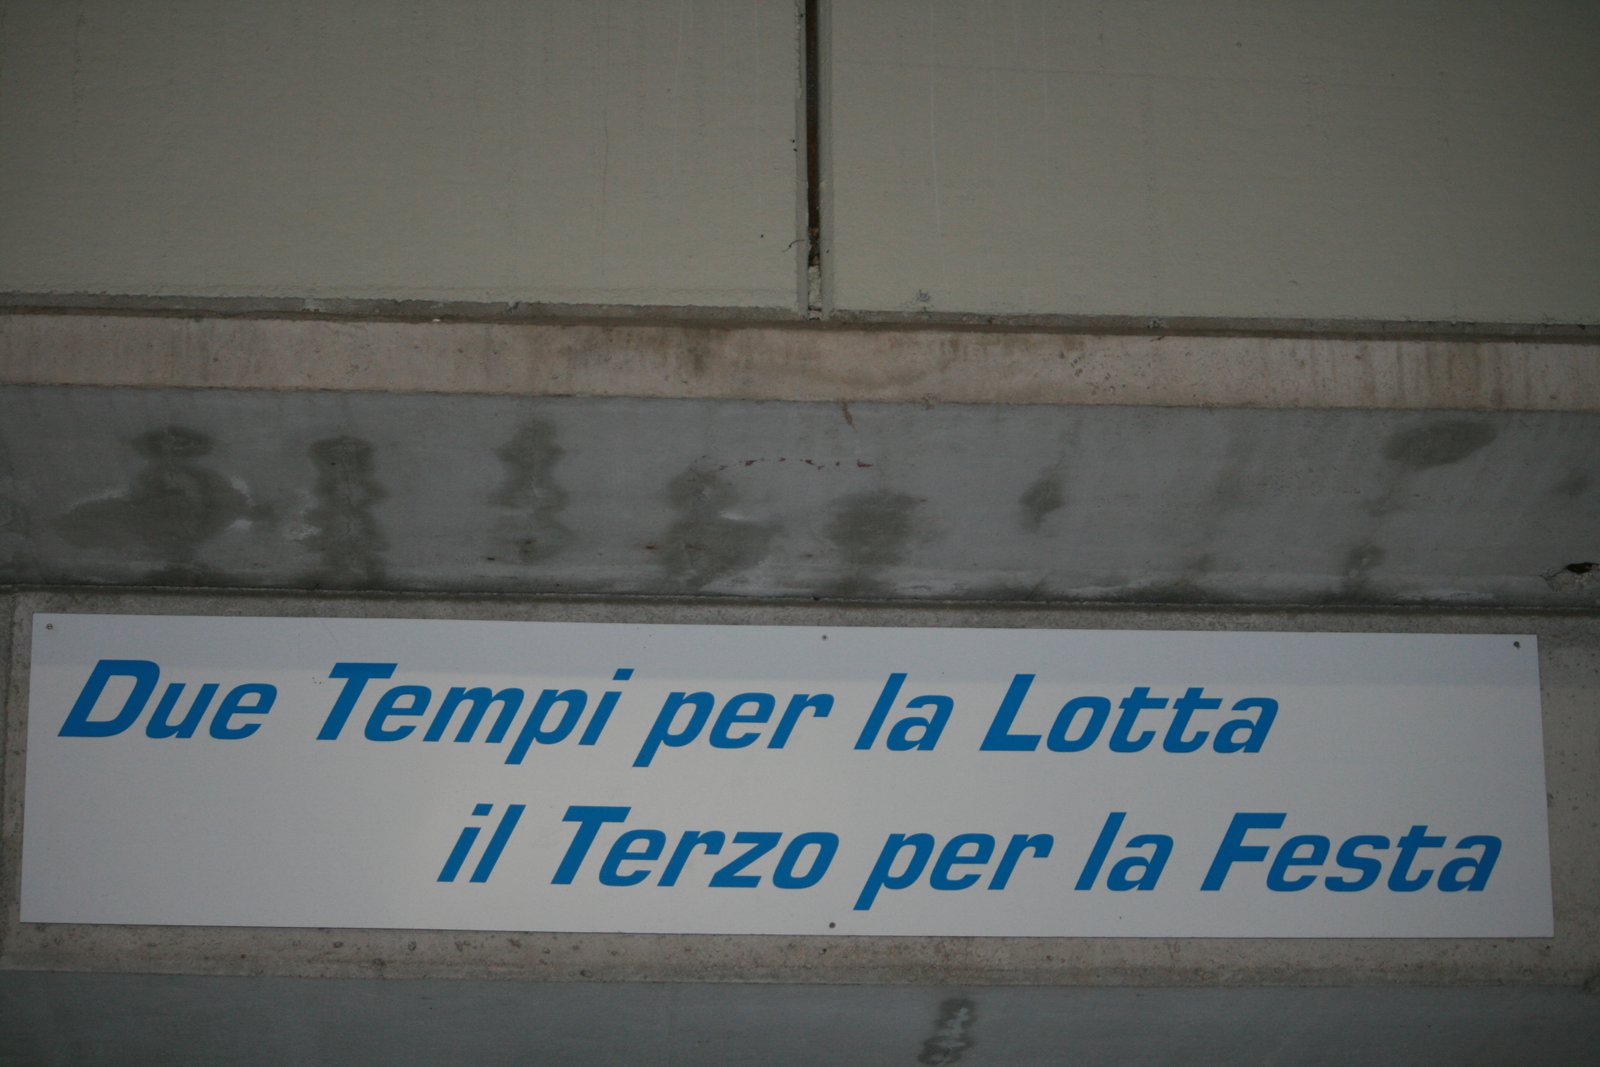 Due Tempi per la Lotta
il Terzo per la Festa